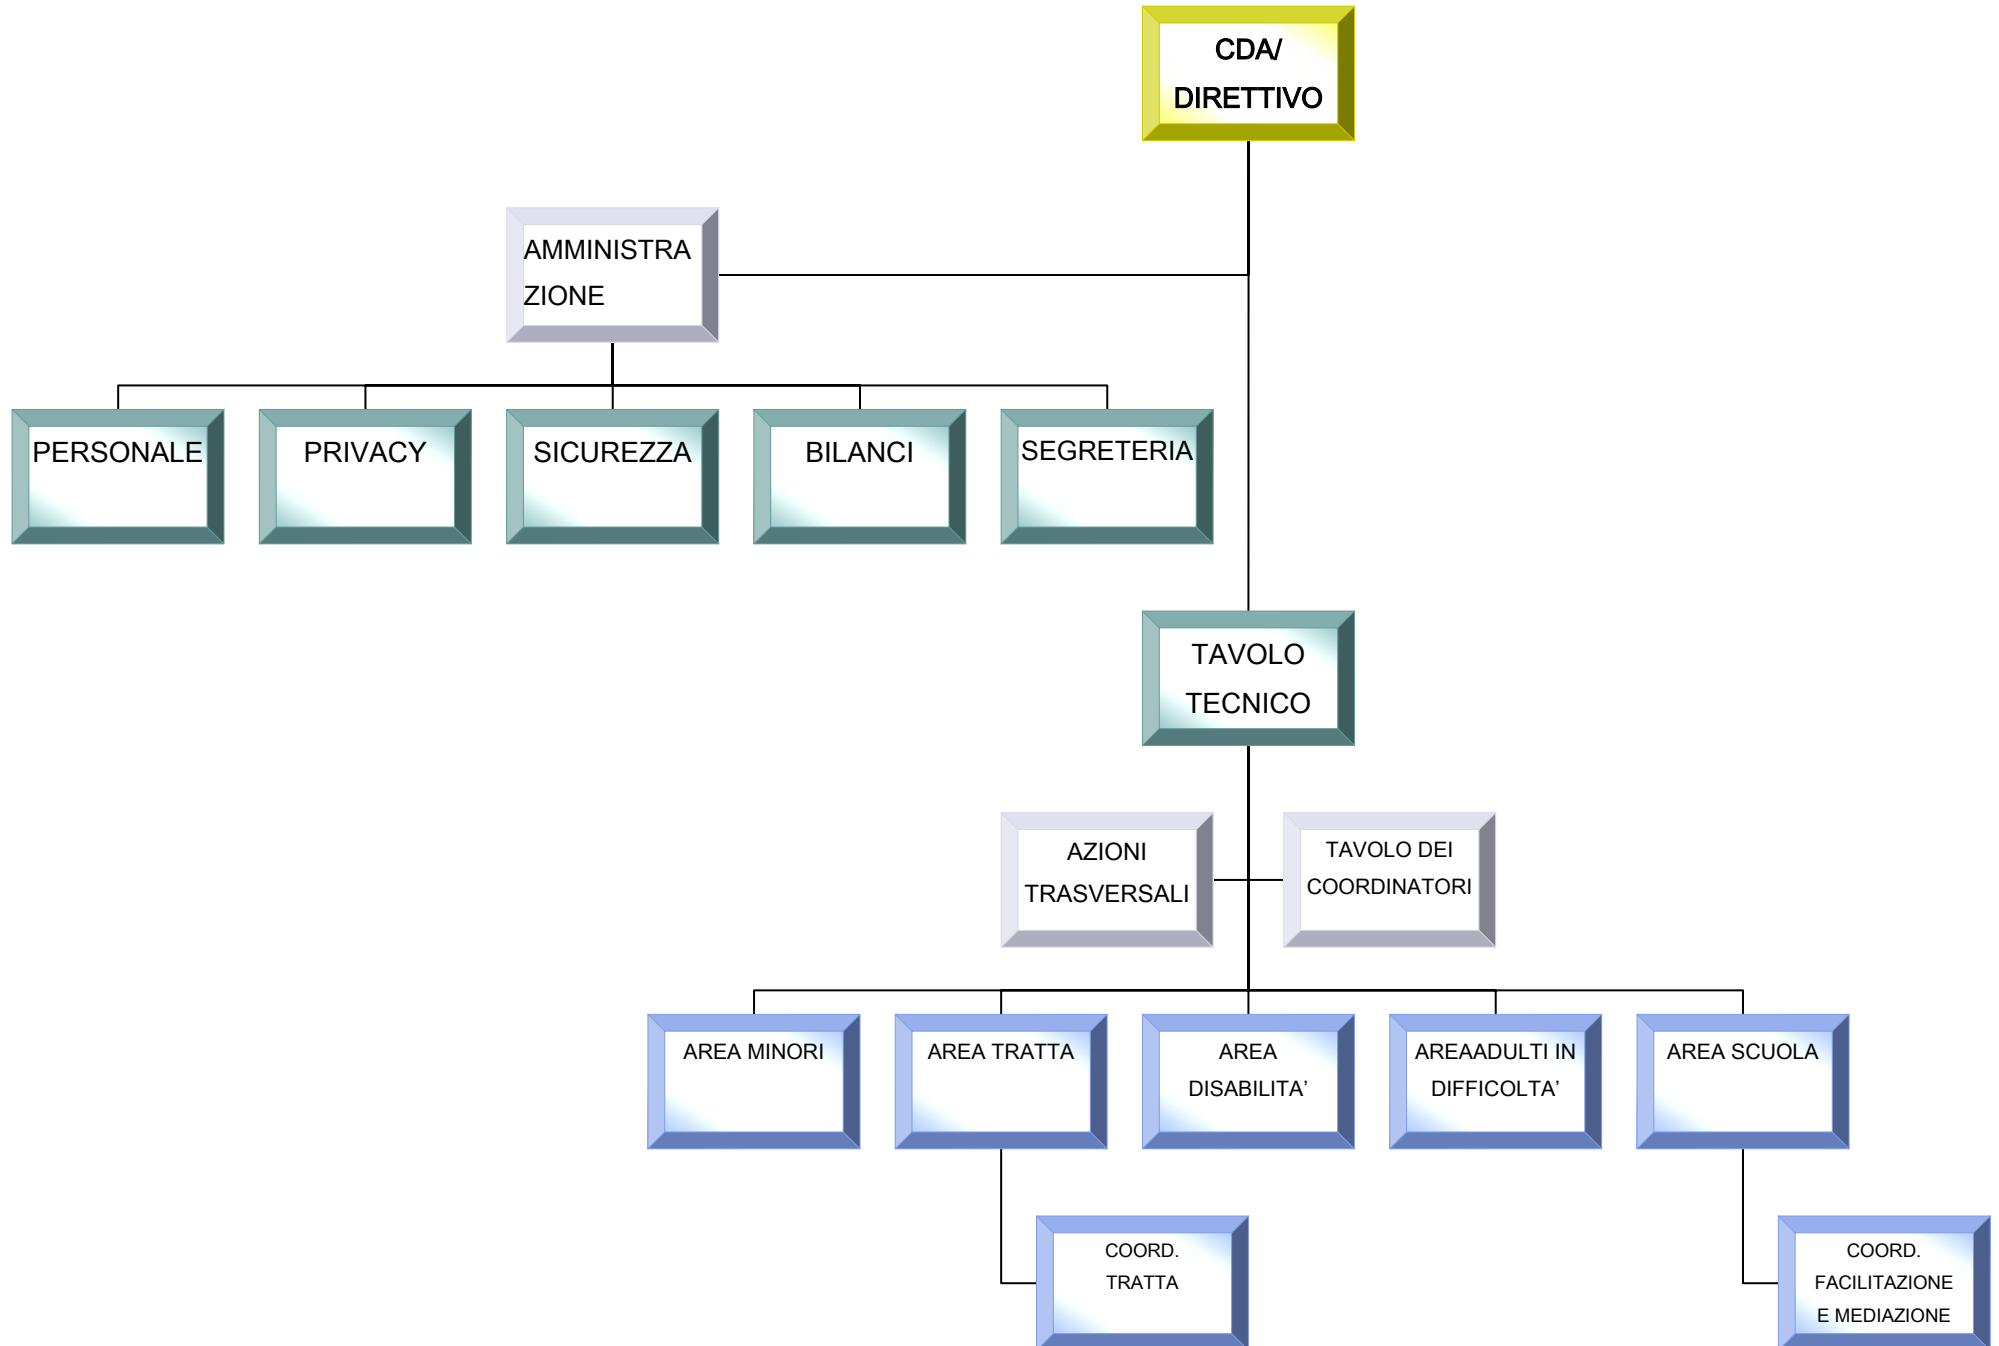 CDA/
DIRETTIVO
AMMINISTRA
ZIONE
PERSONALE
PRIVACY
SICUREZZA
BILANCI
SEGRETERIA
TAVOLO
TECNICO
AZIONI
TRASVERSALI
TAVOLO DEI
COORDINATORI
AREA MINORI
AREA TRATTA
AREA
DISABILITA’
AREAADULTI IN
DIFFICOLTA’
AREA SCUOLA
COORD.
TRATTA
COORD.
FACILITAZIONE
E MEDIAZIONE